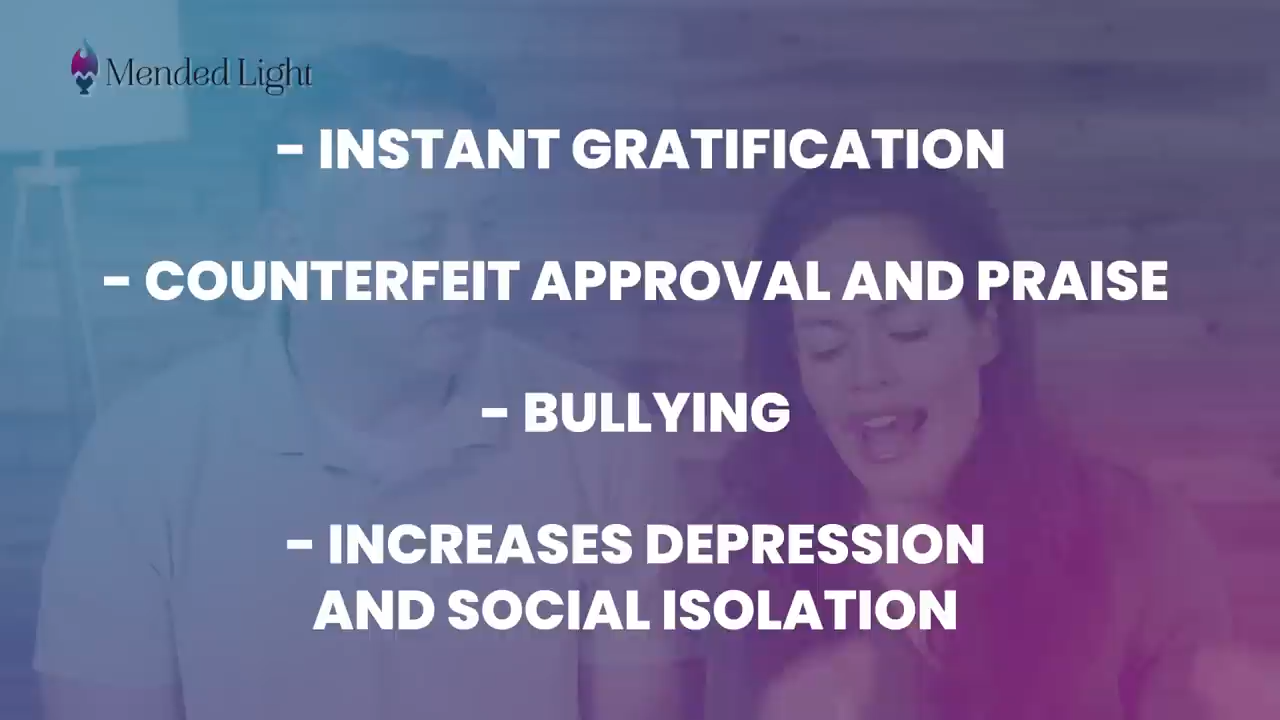 Mended Light
- INSTANT GRATIFICATION
- COUNTERFEIT APPROVAL AND PRAISE
- BULLYING
- INCREASES DEPRESSION
AND SOCIAL ISOLATION